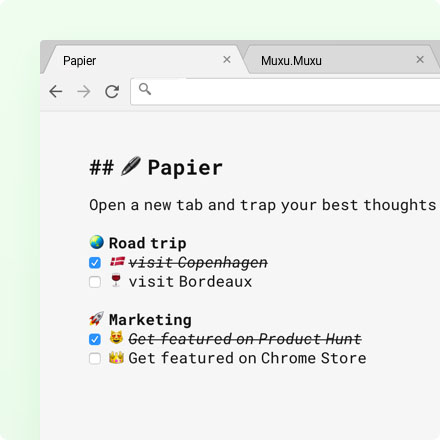 Papier
Muxu.Muxu
## Papier
Open a new tab and trap your best thoughts
Road trip
visit Copenhagen
visit Bordeaux
Marketing
Get featured on Product Hunt
Get featured on Chrome Store